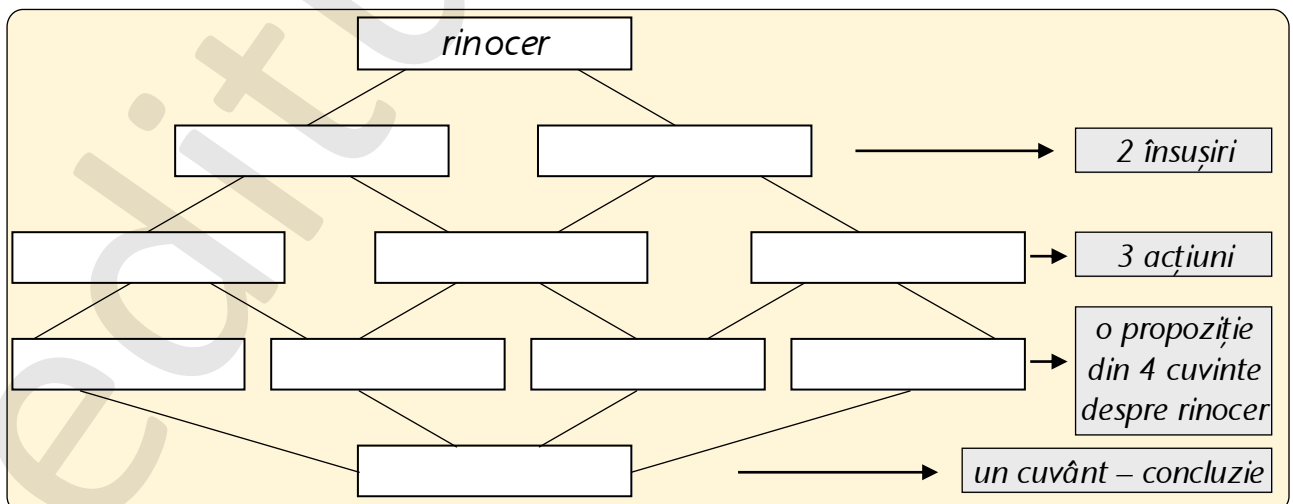 rinocer
2 însușiri
3 acțiuni
o propoziție
din 4 cuvinte
despre rinocer
un cuvânt – concluzie